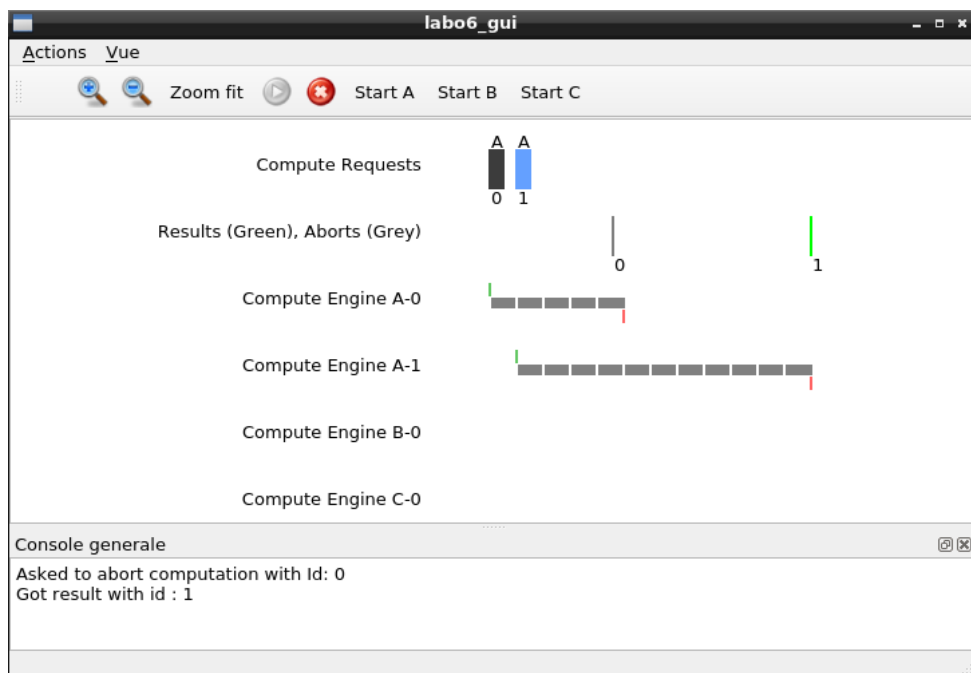 labo6_gui
Actions Vue
Zoom fit Start A Start B Start C
A A
Compute Requests
0 1
Results (Green), Aborts (Grey)
0 1
Compute Engine A-0
Compute Engine A-1
Compute Engine B-0
Compute Engine C-0
Console generale
Asked to abort computation with Id: 0
Got result with id : 1